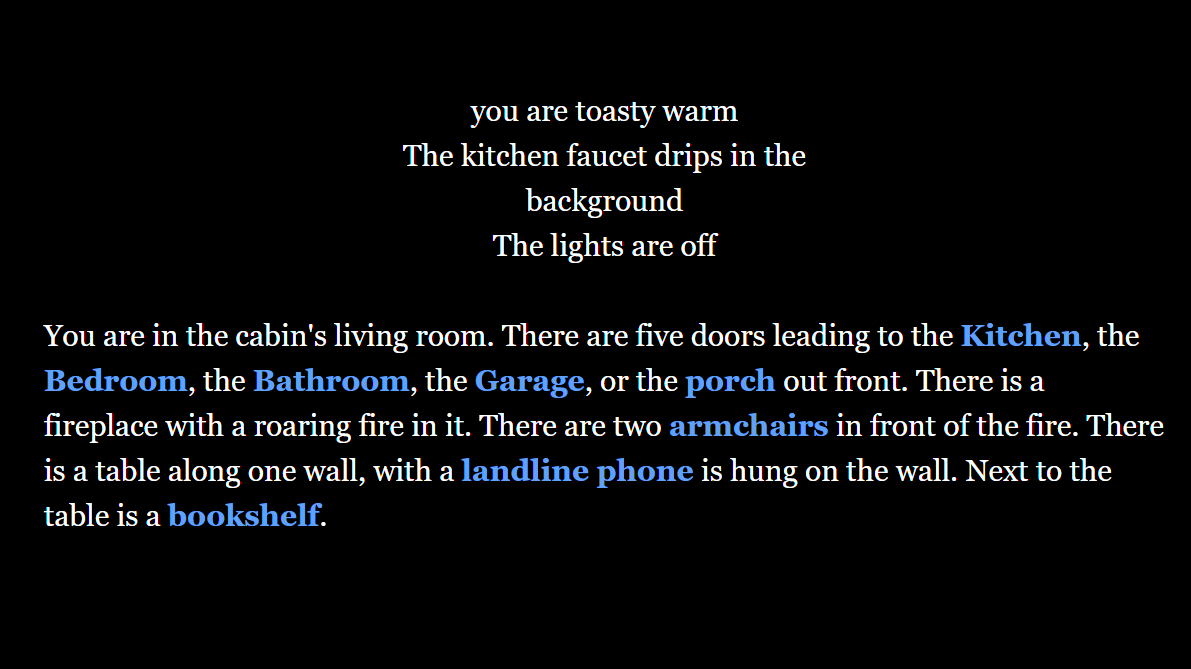 you are toasty warm
The kitchen faucet drips in the
background
The lights are off
You are in the cabin's living room. There are five doors leading to the Kitchen, the
Bedroom, the Bathroom, the Garage, or the porch out front. There is a
fireplace with a roaring fire in it. There are two armchairs in front of the fire. There
is a table along one wall, with a landline phone is hung on the wall. Next to the
table is a bookshelf.